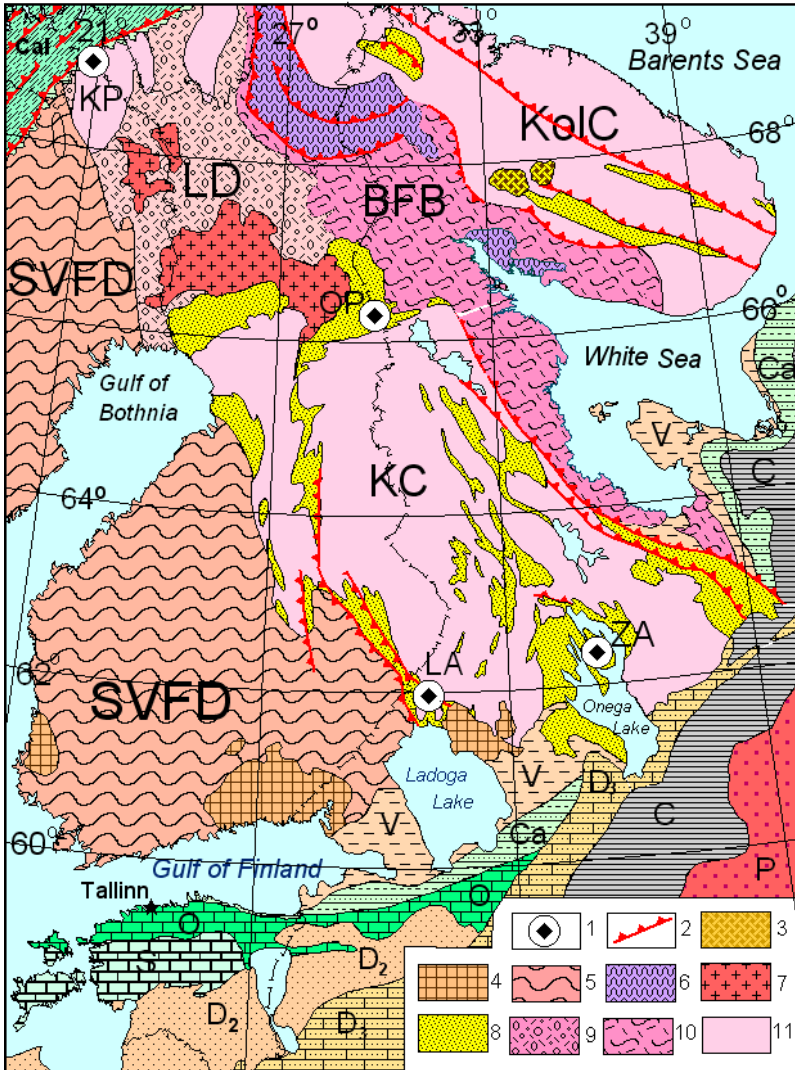 21°
27°
33°
39°
Cal
Barents Sea
KP
KolC
68°
LD
BFB
SVFD
OP
66°
White Sea
Ca
Gulf of
Bothnia
V
C
KC
64°
ZA
LA
62°
SVFD
Onega
Lake
Ladoga
Lake
V
D3
V
C
Ca
60°
Gulf of Finland
P
Tallinn
O
O
S
D2
D2
D3
1
2
3
4
5
6
7
8
9
10
11